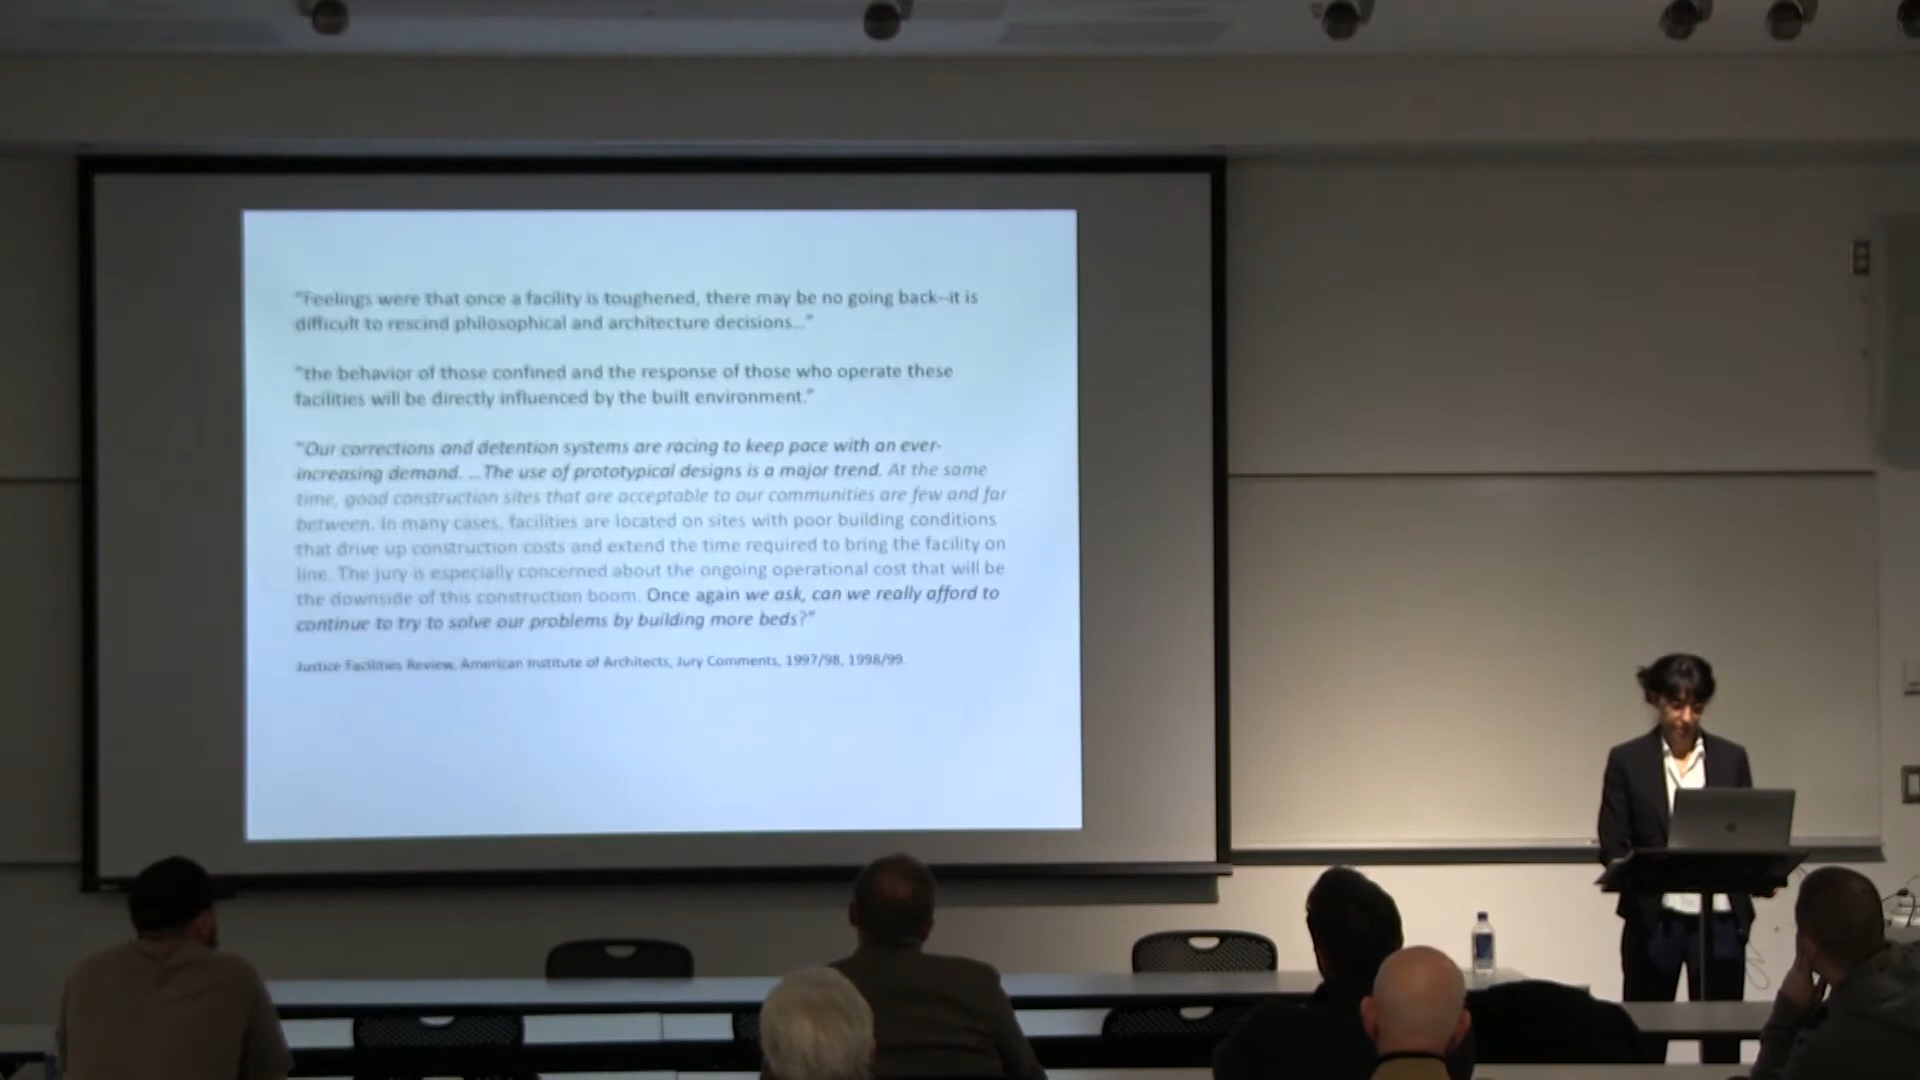 "Feelings were that once a facility is toughened, there may be no going back--it is
difficult to rescind philosophical and architecture decisions..."
"the behavior of those confined and the response of those who operate these
facilities will be directly influenced by the built environment."
"Our corrections and detention systems are racing to keep pace with an ever-
increasing demand. ...The use of prototypical designs is a major trend. At the same
time, good construction sites that are acceptable to our communities are few and far
between. In many cases, facilities are located on sites with poor building conditions
that drive up construction costs and extend the time required to bring the facility on
line. The jury is especially concerned about the ongoing operational cost that will be
the downside of this construction boom. Once again we ask, can we really afford to
continue to try to solve our problems by building more beds?"
Justice Facilities Review, American Institute of Architects, Jury Comments, 1997/98, 1998/99.